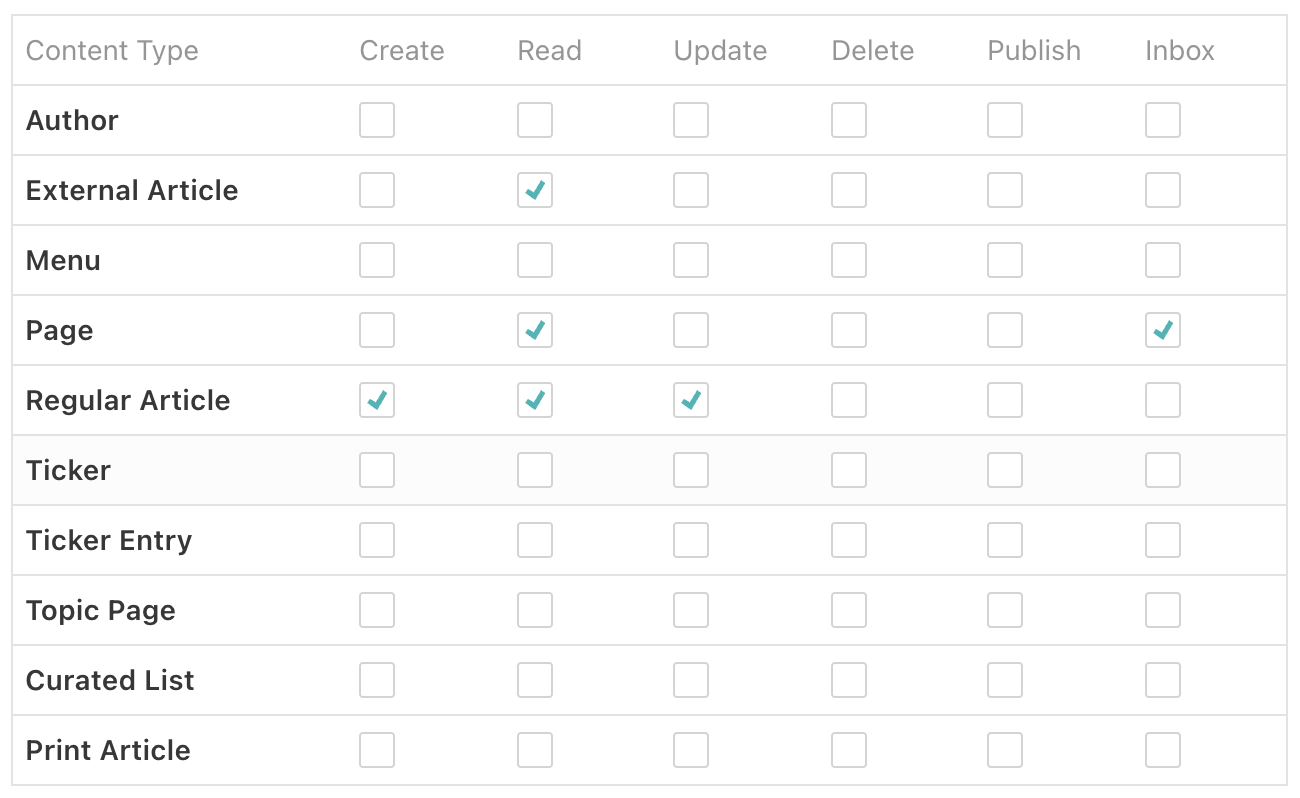 Content Type Create Read Update Delete Publish Inbox
Author
External Article
Menu
Page
Regular Article
Ticker
Ticker Entry
Topic Page
Curated List
Print Article